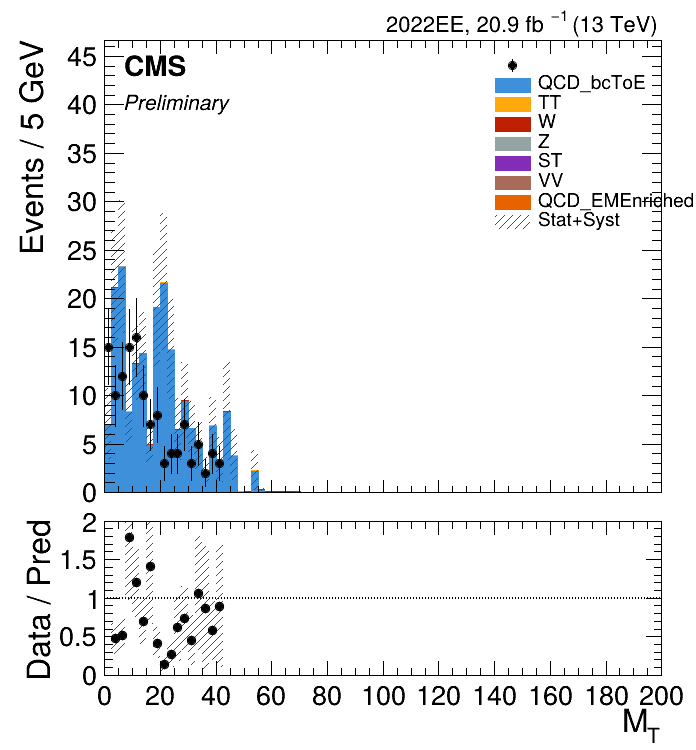 2022EE, 20.9 fb⁻¹ (13 TeV)
CMS
Preliminary
QCD_bcToE
TT
W
Z
ST
VV
QCD_EMEnriched
Stat+Syst
Events / 5 GeV
45
40
35
30
25
20
15
10
5
0
Data / Pred
2
1.5
1
0.5
0
0 20 40 60 80 100 120 140 160 180 200
M_T